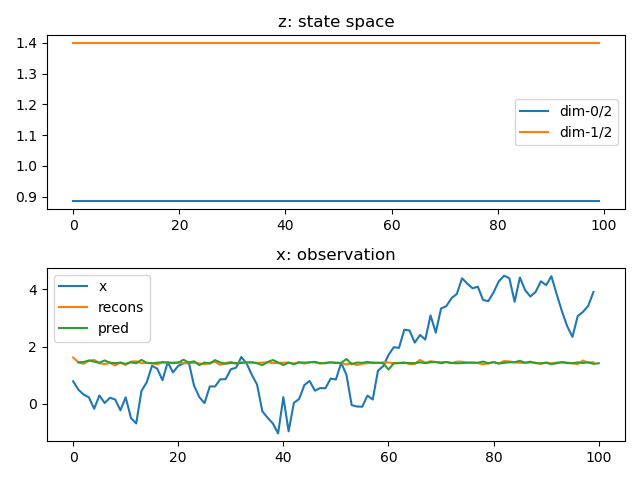 z: state space
1.4
1.3
1.2
1.1
1.0
0.9
dim-0/2
dim-1/2
0 20 40 60 80 100
x: observation
4
2
0
x
recons
pred
0 20 40 60 80 100